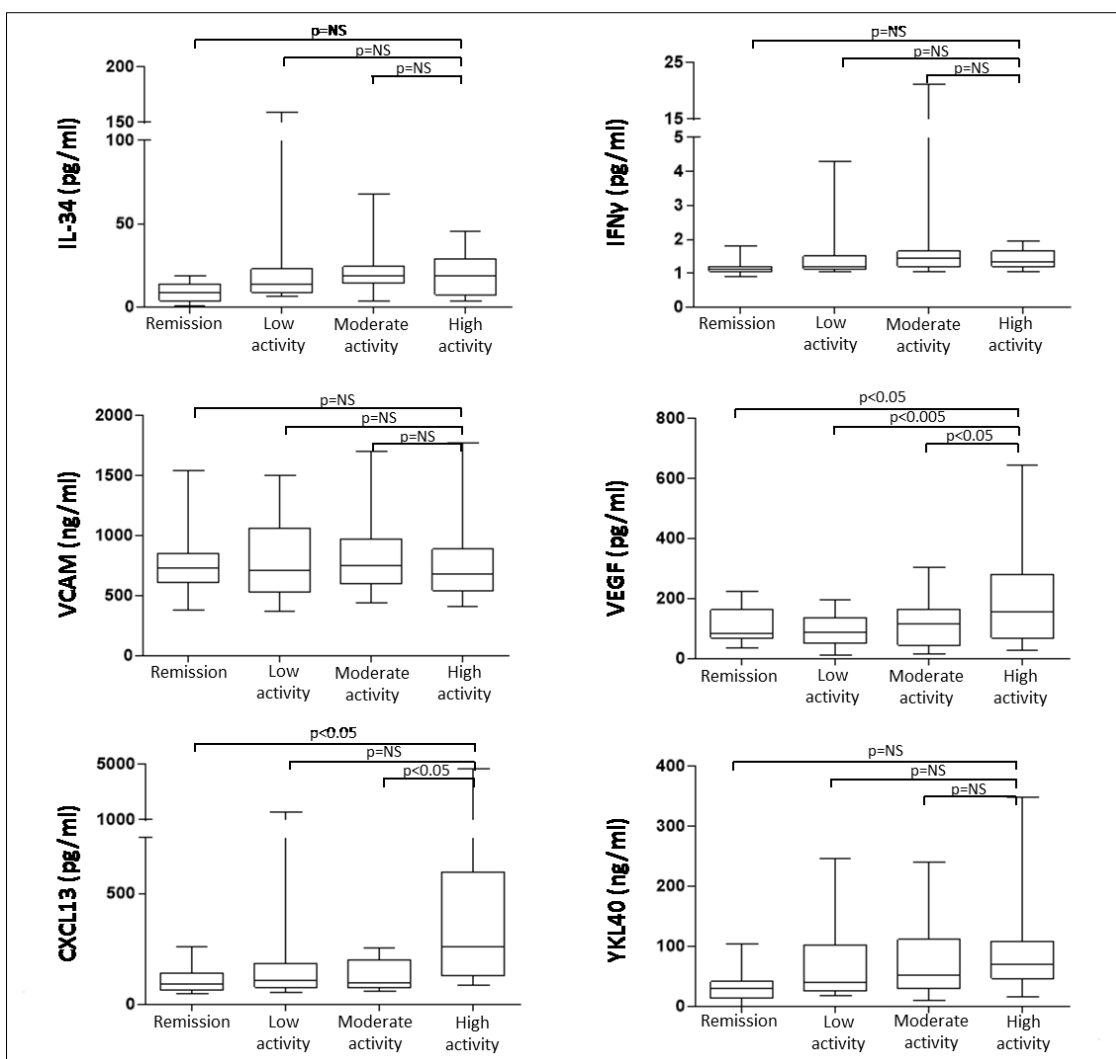 p=NS
p=NS
p=NS
200
150
100
50
0
IL-34 (pg/ml)
Remission
Low
activity
Moderate
activity
High
activity
p=NS
p=NS
p=NS
25
15
5
4
3
2
1
0
IFNγ (pg/ml)
Remission
Low
activity
Moderate
activity
High
activity
p=NS
p=NS
p=NS
2000
1500
1000
500
0
VCAM (ng/ml)
Remission
Low
activity
Moderate
activity
High
activity
p<0.05
p<0.005
p<0.05
800
600
400
200
0
VEGF (pg/ml)
Remission
Low
activity
Moderate
activity
High
activity
p<0.05
p=NS
p<0.05
5000
1000
500
0
CXCL13 (pg/ml)
Remission
Low
activity
Moderate
activity
High
activity
p=NS
p=NS
p=NS
400
300
200
100
0
YKL40 (ng/ml)
Remission
Low
activity
Moderate
activity
High
activity